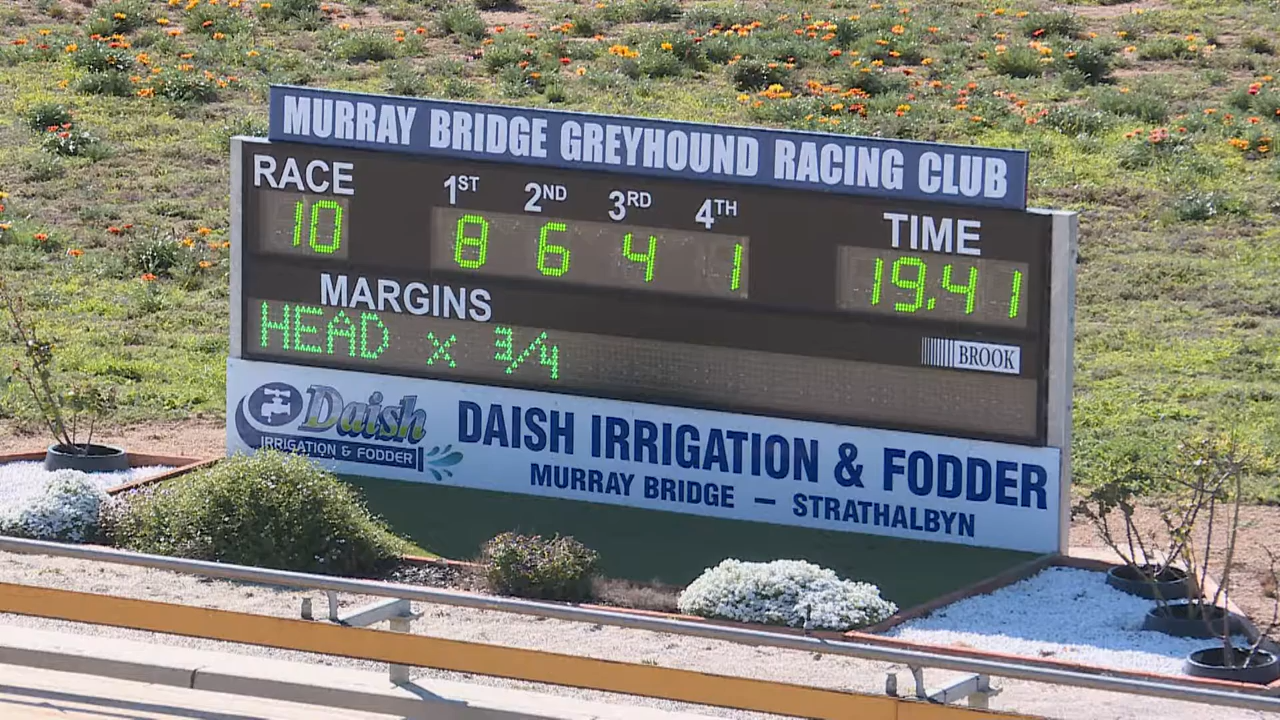 MURRAY BRIDGE GREYHOUND RACING CLUB
RACE 1ST 2ND 3RD 4TH TIME
10 8 6 4 1 19.41
MARGINS
HEAD x 3/4
BROOK
Daish
IRRIGATION & FODDER
DAISH IRRIGATION & FODDER
MURRAY BRIDGE – STRATHALBYN